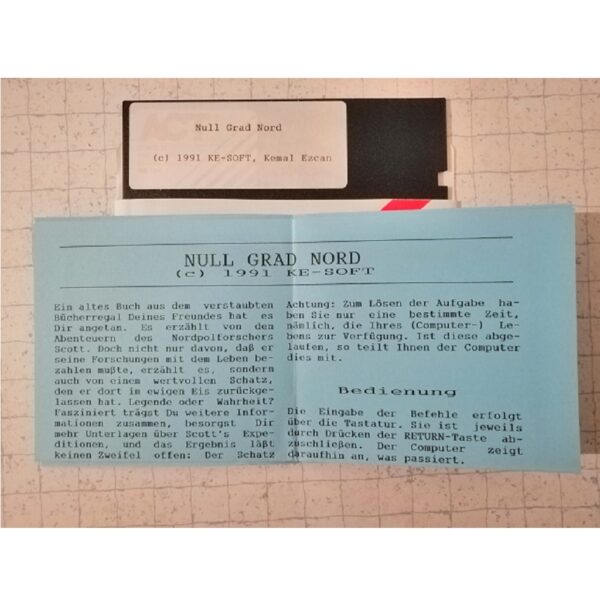 Null Grad Nord
(c) 1991 KE-SOFT, Kemal Ezcan
NULL GRAD NORD
(c) 1991 KE-SOFT
Ein altes Buch aus dem verstaubten
Bücherregal Deines Freundes hat es
Dir angetan. Es erzählt von den
Abenteuern des Nordpolforschers
Scott. Doch nicht nur davon, daß er
seine Forschungen mit dem Leben be-
zahlen mußte, erzählt es, sondern
auch von einem wertvollen Schatz,
den er dort im ewigen Eis zurückge-
lassen hat. Legende oder Wahrheit?
Fasziniert trägst Du weitere Infor-
mationen zusammen, besorgst Dir
mehr Unterlagen über Scott's Expe-
ditionen, und das Ergebnis läßt
keinen Zweifel offen: Der Schatz
Achtung: Zum Lösen der Aufgabe ha-
ben Sie nur eine bestimmte Zeit,
nämlich, die Ihres (Computer-) Le-
bens zur Verfügung. Ist diese abge-
laufen, so teilt Ihnen der Computer
dies mit.
Bedienung
Die Eingabe der Befehle erfolgt
über die Tastatur. Sie ist jeweils
durch Drücken der RETURN-Taste ab-
zuschließen. Der Computer zeigt
daraufhin an, was passiert.